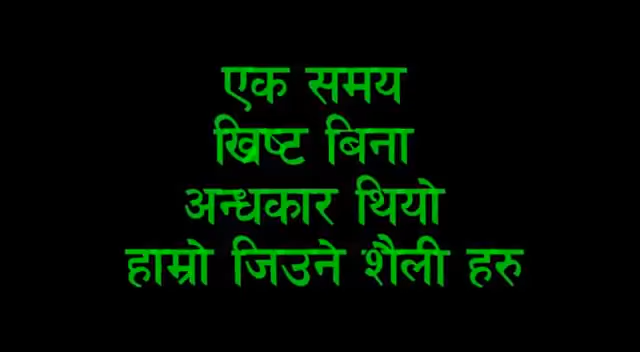 एक समय
ख्रिष्ट बिना
अन्धकार थियो
हाम्रो जिउने शैली हरु